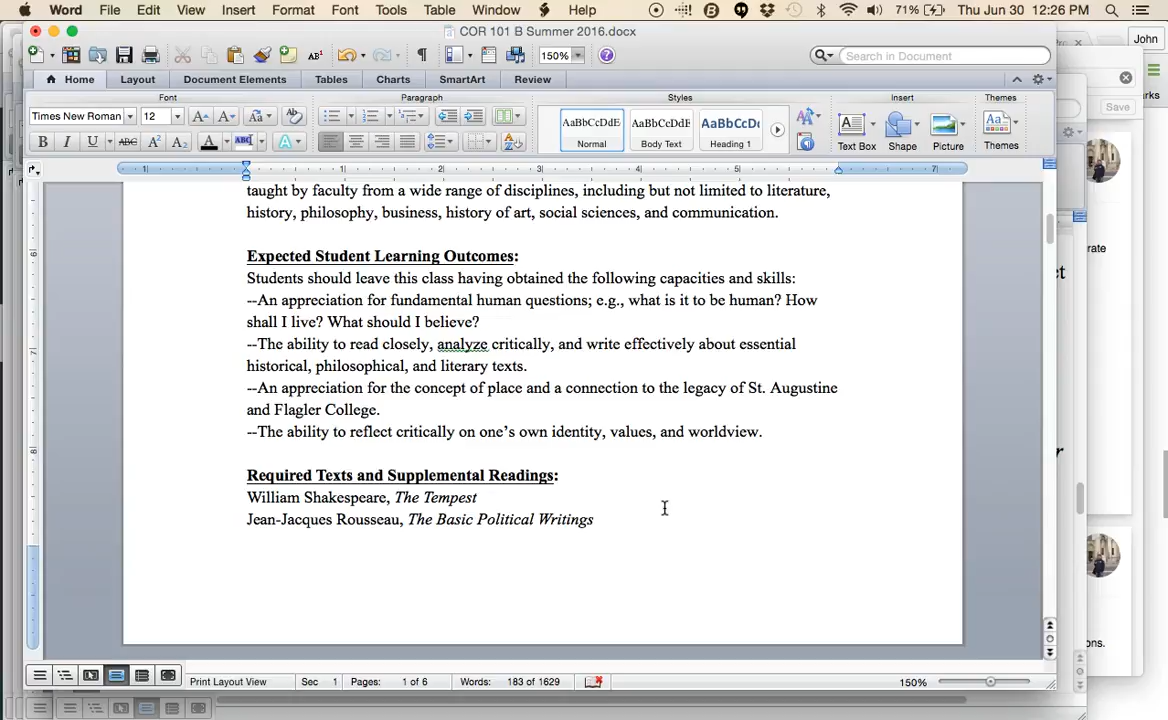 Word File Edit View Insert Format Font Tools Table Window Help 71% Thu Jun 30 12:26 PM
COR 101 B Summer 2016.docx
John
150% Search in Document
Home Layout Document Elements Tables Charts SmartArt Review
Save
Font Paragraph Styles Insert Themes
Times New Roman 12 AaBbCcDdE AaBbCcDdE AaBbCcDd
Normal Body Text Heading 1 Text Box Shape Picture Themes
taught by faculty from a wide range of disciplines, including but not limited to literature,
history, philosophy, business, history of art, social sciences, and communication.
Expected Student Learning Outcomes:
Students should leave this class having obtained the following capacities and skills:
--An appreciation for fundamental human questions; e.g., what is it to be human? How
shall I live? What should I believe?
--The ability to read closely, analyze critically, and write effectively about essential
historical, philosophical, and literary texts.
--An appreciation for the concept of place and a connection to the legacy of St. Augustine
and Flagler College.
--The ability to reflect critically on one's own identity, values, and worldview.
Required Texts and Supplemental Readings:
William Shakespeare, The Tempest
Jean-Jacques Rousseau, The Basic Political Writings
Print Layout View Sec 1 Pages: 1 of 6 Words: 183 of 1629 150%